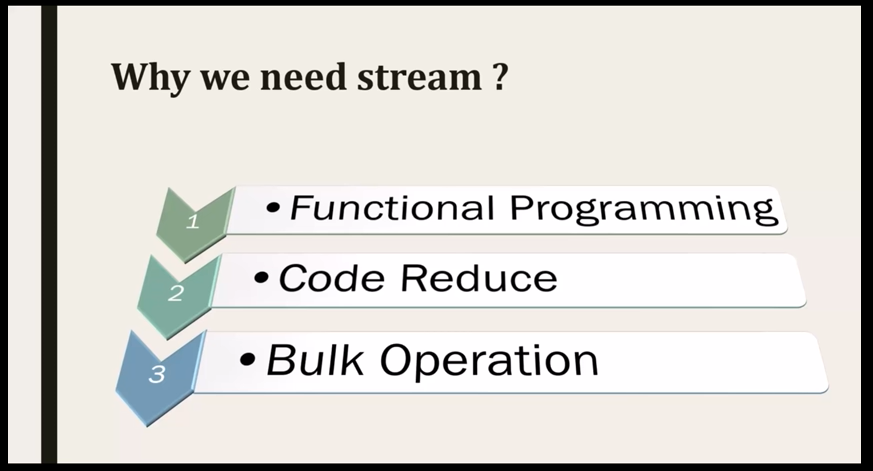 Why we need stream ?
1 •Functional Programming
2 •Code Reduce
3 •Bulk Operation